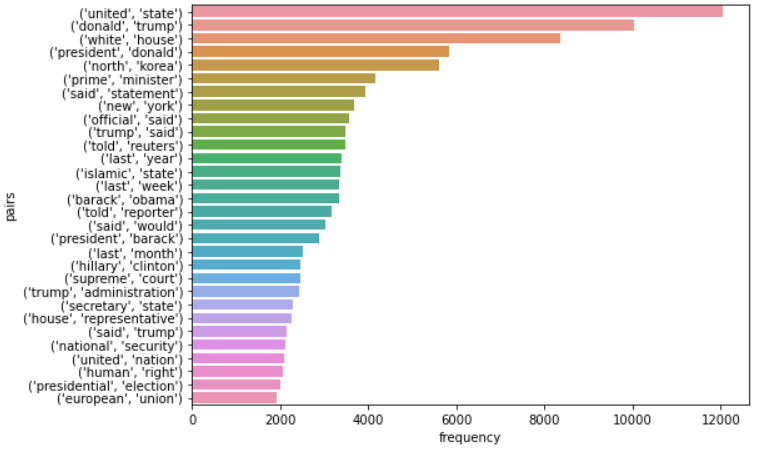 ('united', 'state')
('donald', 'trump')
('white', 'house')
('president', 'donald')
('north', 'korea')
('prime', 'minister')
('said', 'statement')
('new', 'york')
('official', 'said')
('trump', 'said')
('told', 'reuters')
('last', 'year')
('islamic', 'state')
('last', 'week')
('barack', 'obama')
('told', 'reporter')
('said', 'would')
('president', 'barack')
('last', 'month')
('hillary', 'clinton')
('supreme', 'court')
('trump', 'administration')
('secretary', 'state')
('house', 'representative')
('said', 'trump')
('national', 'security')
('united', 'nation')
('human', 'right')
('presidential', 'election')
('european', 'union')
pairs
0 2000 4000 6000 8000 10000 12000
frequency